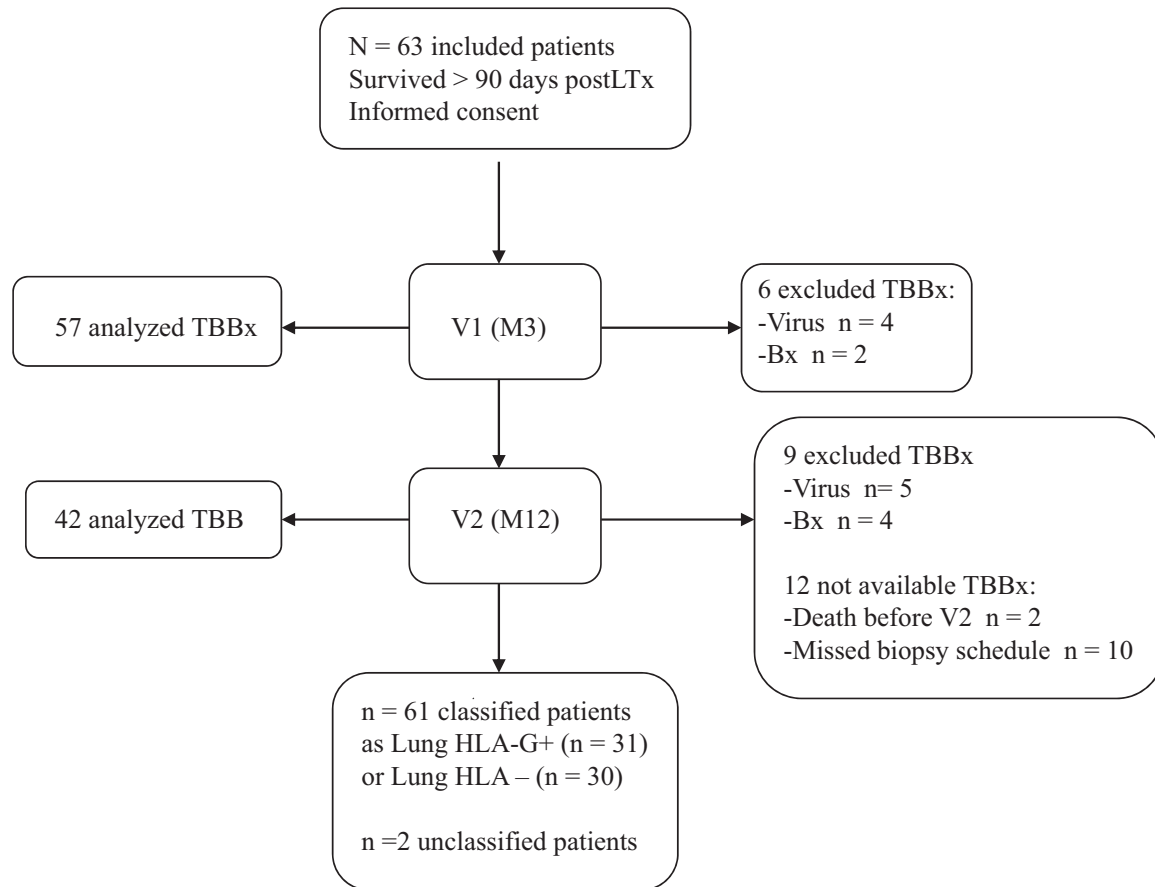 N = 63 included patients
Survived > 90 days postLTx
Informed consent
57 analyzed TBBx
V1 (M3)
6 excluded TBBx:
-Virus n = 4
-Bx n = 2
42 analyzed TBB
V2 (M12)
9 excluded TBBx
-Virus n= 5
-Bx n = 4
12 not available TBBx:
-Death before V2 n = 2
-Missed biopsy schedule n = 10
n = 61 classified patients
as Lung HLA-G+ (n = 31)
or Lung HLA – (n = 30)
n =2 unclassified patients